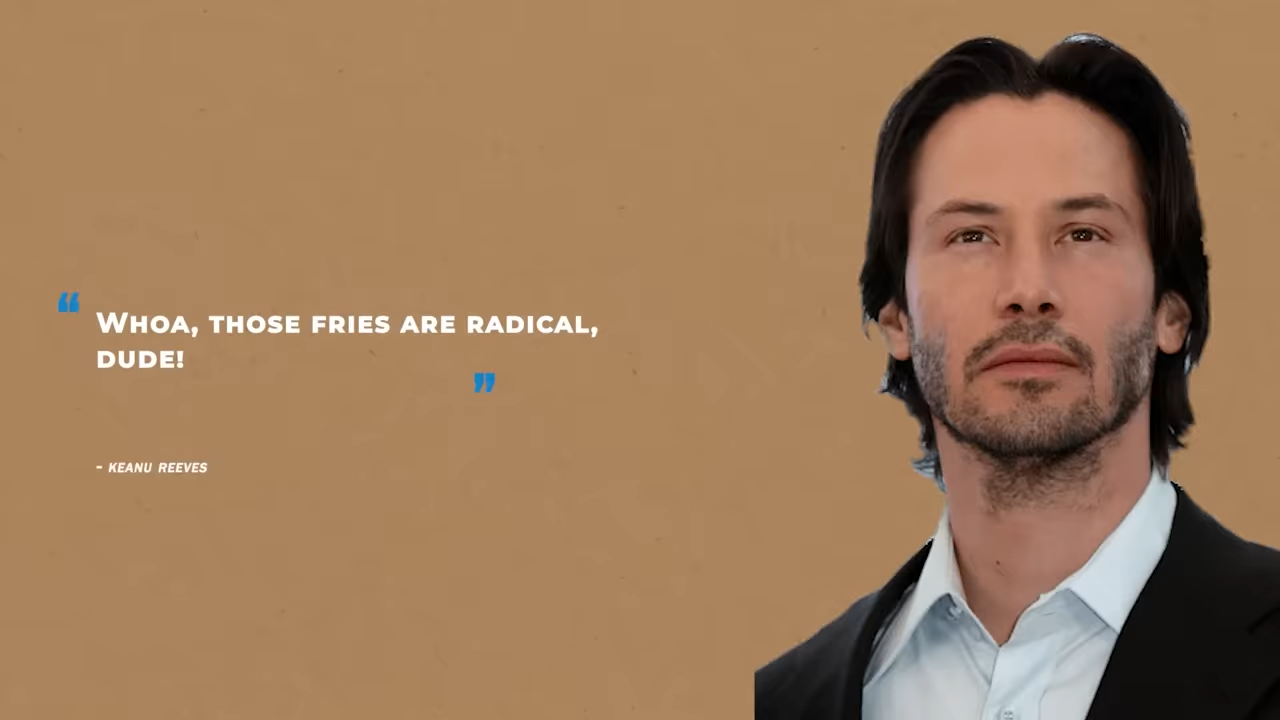 “ Whoa, those fries are radical,
dude!
”
- Keanu Reeves